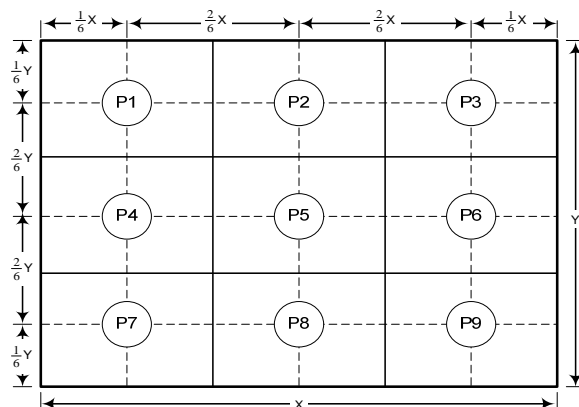 1/6 X 2/6 X 2/6 X 1/6 X
1/6 Y
P1 P2 P3
2/6 Y
P4 P5 P6
Y
2/6 Y
P7 P8 P9
1/6 Y
X